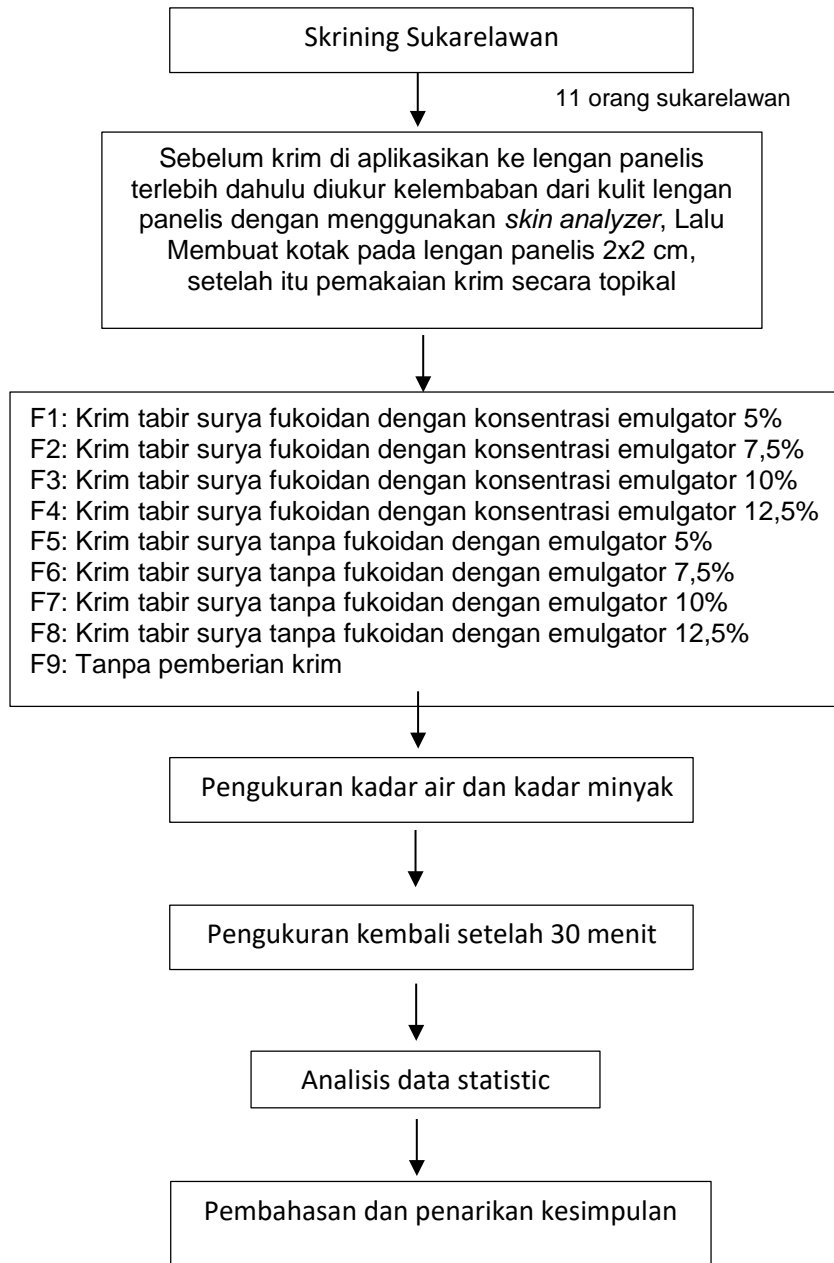 Skrining Sukarelawan
11 orang sukarelawan
Sebelum krim di aplikasikan ke lengan panelis
terlebih dahulu diukur kelembaban dari kulit lengan
panelis dengan menggunakan skin analyzer, Lalu
Membuat kotak pada lengan panelis 2x2 cm,
setelah itu pemakaian krim secara topikal
F1: Krim tabir surya fukoidan dengan konsentrasi emulgator 5%
F2: Krim tabir surya fukoidan dengan konsentrasi emulgator 7,5%
F3: Krim tabir surya fukoidan dengan konsentrasi emulgator 10%
F4: Krim tabir surya fukoidan dengan konsentrasi emulgator 12,5%
F5: Krim tabir surya tanpa fukoidan dengan emulgator 5%
F6: Krim tabir surya tanpa fukoidan dengan emulgator 7,5%
F7: Krim tabir surya tanpa fukoidan dengan emulgator 10%
F8: Krim tabir surya tanpa fukoidan dengan emulgator 12,5%
F9: Tanpa pemberian krim
Pengukuran kadar air dan kadar minyak
Pengukuran kembali setelah 30 menit
Analisis data statistic
Pembahasan dan penarikan kesimpulan